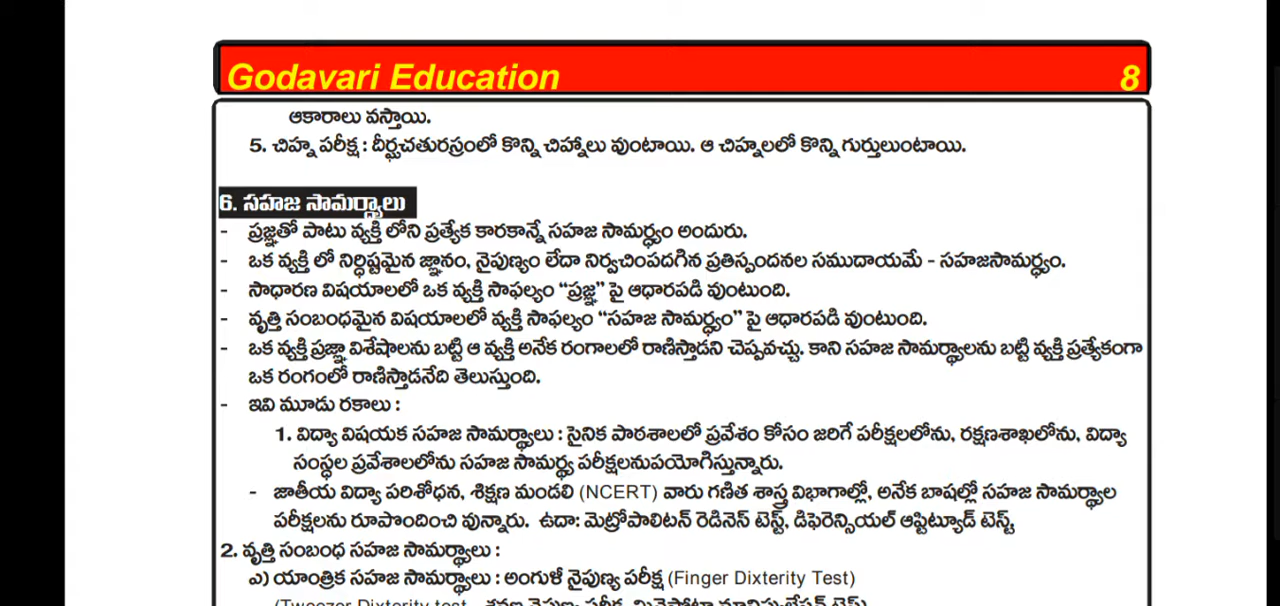 Godavari Education 8
ఆకారాలు వస్తాయి.
5. చిహ్న పరీక్ష : దీర్ఘచతురస్రంలో కొన్ని చిహ్నాలు వుంటాయి. ఆ చిహ్నలలో కొన్ని గుర్తులుంటాయి.
6. సహజ సామర్ధ్యాలు
- ప్రజ్ఞతో పాటు వ్యక్తి లోని ప్రత్యేక కారకాన్నే సహజ సామర్ధ్యం అందురు.
- ఒక వ్యక్తి లో నిర్ధిష్టమైన జ్ఞానం, నైపుణ్యం లేదా నిర్వచింపదగిన ప్రతిస్పందనల సముదాయమే - సహజసామర్ధ్యం.
- సాధారణ విషయాలలో ఒక వ్యక్తి సాఫల్యం "ప్రజ్ఞ" పై ఆధారపడి వుంటుంది.
- వృత్తి సంబంధమైన విషయాలలో వ్యక్తి సాఫల్యం "సహజ సామర్ధ్యం" పై ఆధారపడి వుంటుంది.
- ఒక వ్యక్తి ప్రజ్ఞా విశేషాలను బట్టి ఆ వ్యక్తి అనేక రంగాలలో రాణిస్తాడని చెప్పవచ్చు. కాని సహజ సామర్థ్యాలను బట్టి వ్యక్తి ప్రత్యేకంగా
ఒక రంగంలో రాణిస్తాడనేది తెలుస్తుంది.
- ఇవి మూడు రకాలు :
1. విద్యా విషయక సహజ సామర్థ్యాలు : సైనిక పాఠశాలలో ప్రవేశం కోసం జరిగే పరీక్షలలోను, రక్షణశాఖలోను, విద్యా
సంస్థల ప్రవేశాలలోను సహజ సామర్థ్య పరీక్షలనుపయోగిస్తున్నారు.
- జాతీయ విద్యా పరిశోధన, శిక్షణ మండలి (NCERT) వారు గణిత శాస్త్ర విభాగాల్లో, అనేక బాషల్లో సహజ సామర్థ్యాల
పరీక్షలను రూపొందించి వున్నారు. ఉదా: మెట్రోపాలిటన్ రెడినెస్ టెస్ట్, డిఫెరెన్సియల్ ఆప్టిట్యూడ్ టెస్ట్,
2. వృత్తి సంబంధ సహజ సామర్థ్యాలు :
ఎ) యాంత్రిక సహజ సామర్థ్యాలు : అంగుళీ నైపుణ్య పరీక్ష (Finger Dixterity Test)
(Tweezer Dixterity test